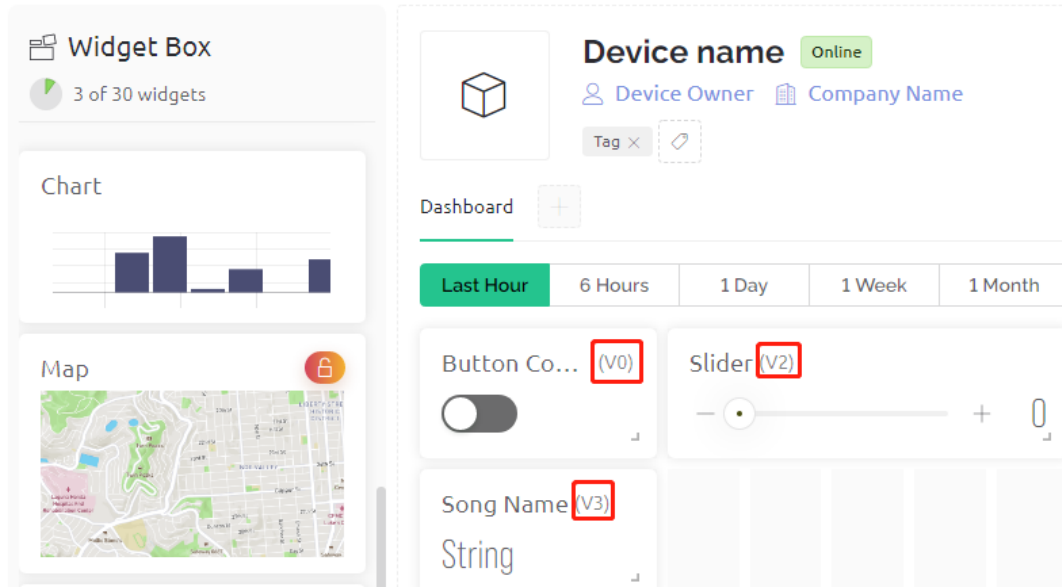 Widget Box
3 of 30 widgets
Chart
Map
Device name
Online
Device Owner
Company Name
Tag
Dashboard
Last Hour
6 Hours
1 Day
1 Week
1 Month
Button Co... (V0)
Slider (V2)
0
Song Name (V3)
String